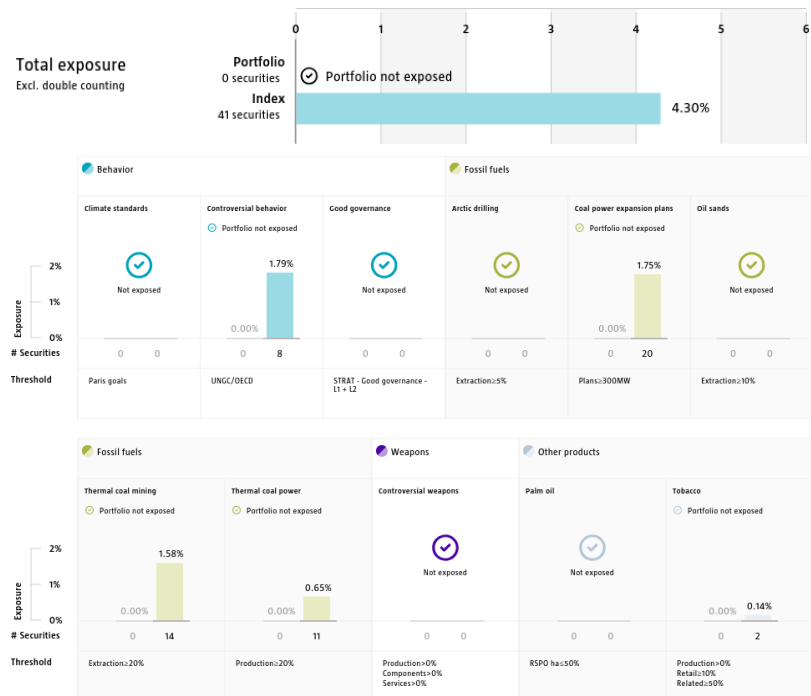 0 1 2 3 4 5 6
Total exposure
Excl. double counting
Portfolio
0 securities
Portfolio not exposed
Index
41 securities
4.30%
Behavior
Fossil fuels
Climate standards
Controversial behavior
Good governance
Arctic drilling
Coal power expansion plans
Oil sands
Portfolio not exposed
Portfolio not exposed
Exposure
2%
1%
0%
Not exposed
0.00%
1.79%
Not exposed
Not exposed
0.00%
1.75%
Not exposed
# Securities
0 0
0 8
0 0
0 0
0 20
0 0
Threshold
Paris goals
UNGC/OECD
STRAT - Good governance -
L1 + L2
Extraction≥5%
Plans≥300MW
Extraction≥10%
Fossil fuels
Weapons
Other products
Thermal coal mining
Thermal coal power
Controversial weapons
Palm oil
Tobacco
Portfolio not exposed
Portfolio not exposed
Portfolio not exposed
Exposure
2%
1%
0%
0.00%
1.58%
0.00%
0.65%
Not exposed
Not exposed
0.00%
0.14%
# Securities
0 14
0 11
0 0
0 0
0 2
Threshold
Extraction≥20%
Production≥20%
Production>0%
Components>0%
Services>0%
RSPO ha≤50%
Production>0%
Retail≥10%
Related≥50%